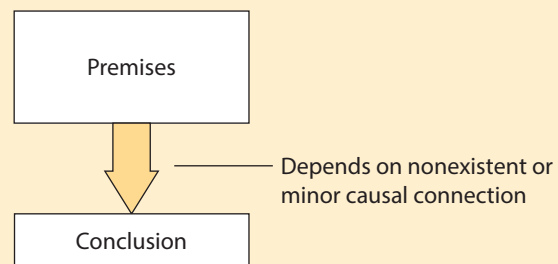 Premises
Depends on nonexistent or
minor causal connection
Conclusion